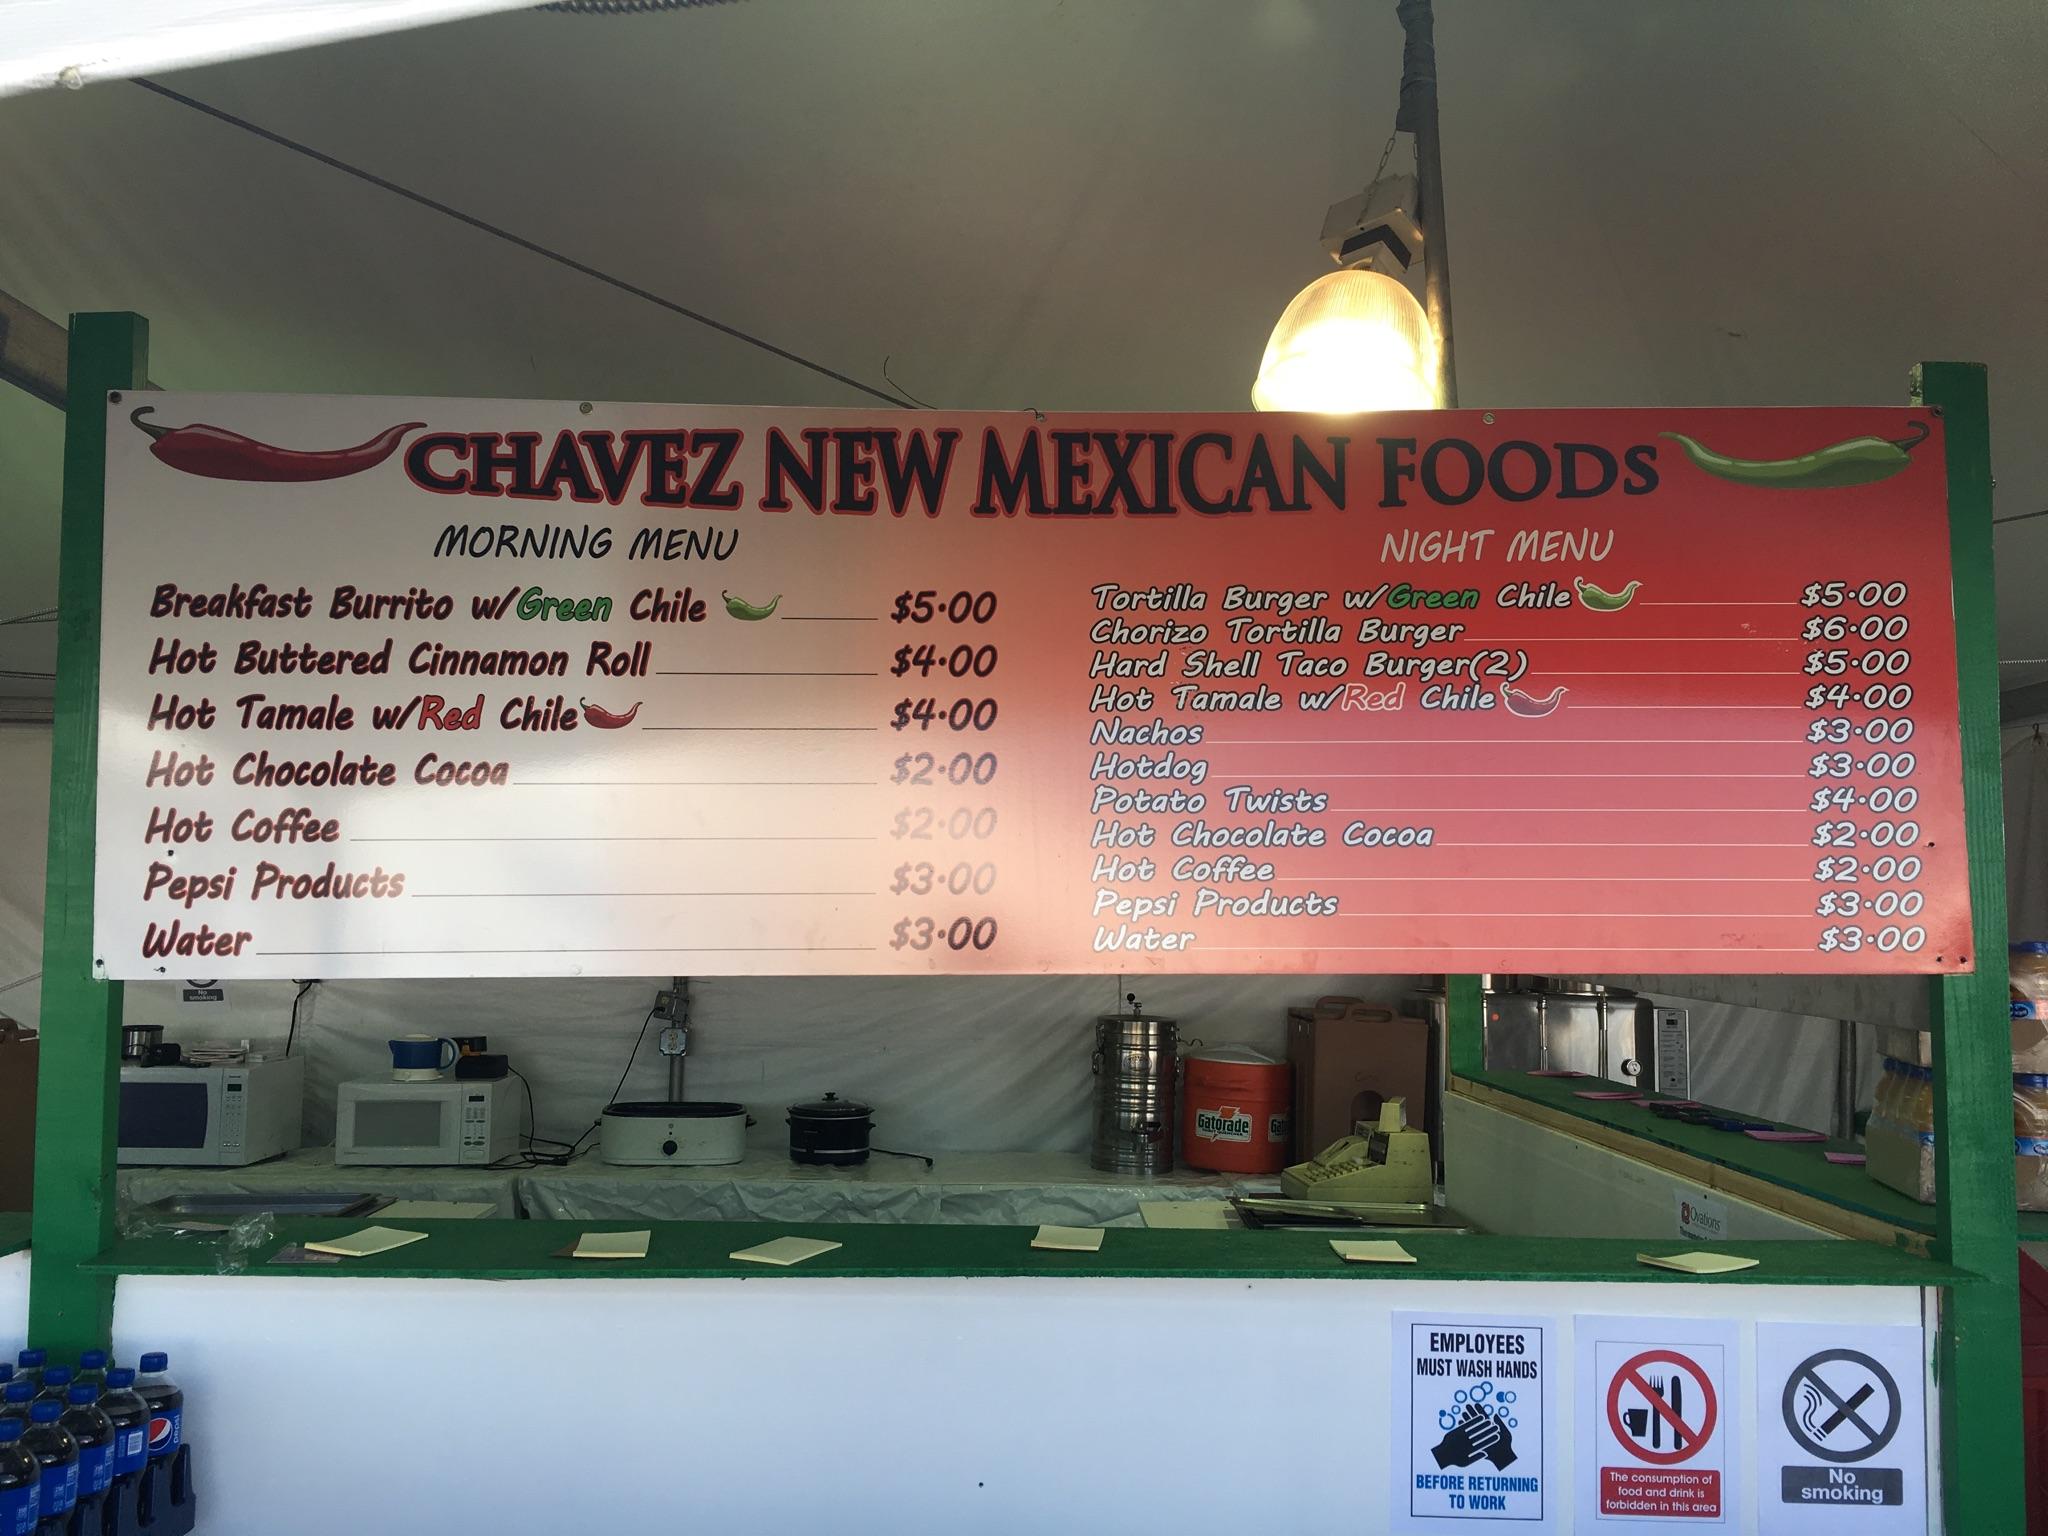 CHAVEZ NEW MEXICAN FOODS
MORNING MENU
Breakfast Burrito w/Green Chile $5.00
Hot Buttered Cinnamon Roll $4.00
Hot Tamale w/Red Chile $4.00
Hot Chocolate Cocoa $2.00
Hot Coffee $2.00
Pepsi Products $3.00
Water $3.00
NIGHT MENU
Tortilla Burger w/Green Chile $5.00
Chorizo Tortilla Burger $6.00
Hard Shell Taco Burger(2) $5.00
Hot Tamale w/Red Chile $4.00
Nachos $3.00
Hotdog $3.00
Potato Twists $4.00
Hot Chocolate Cocoa $2.00
Hot Coffee $2.00
Pepsi Products $3.00
Water $3.00
No
smoking
Gatorade
Ovations
EMPLOYEES
MUST WASH HANDS
BEFORE RETURNING
TO WORK
The consumption of
food and drink is
forbidden in this area
No
smoking
pepsi